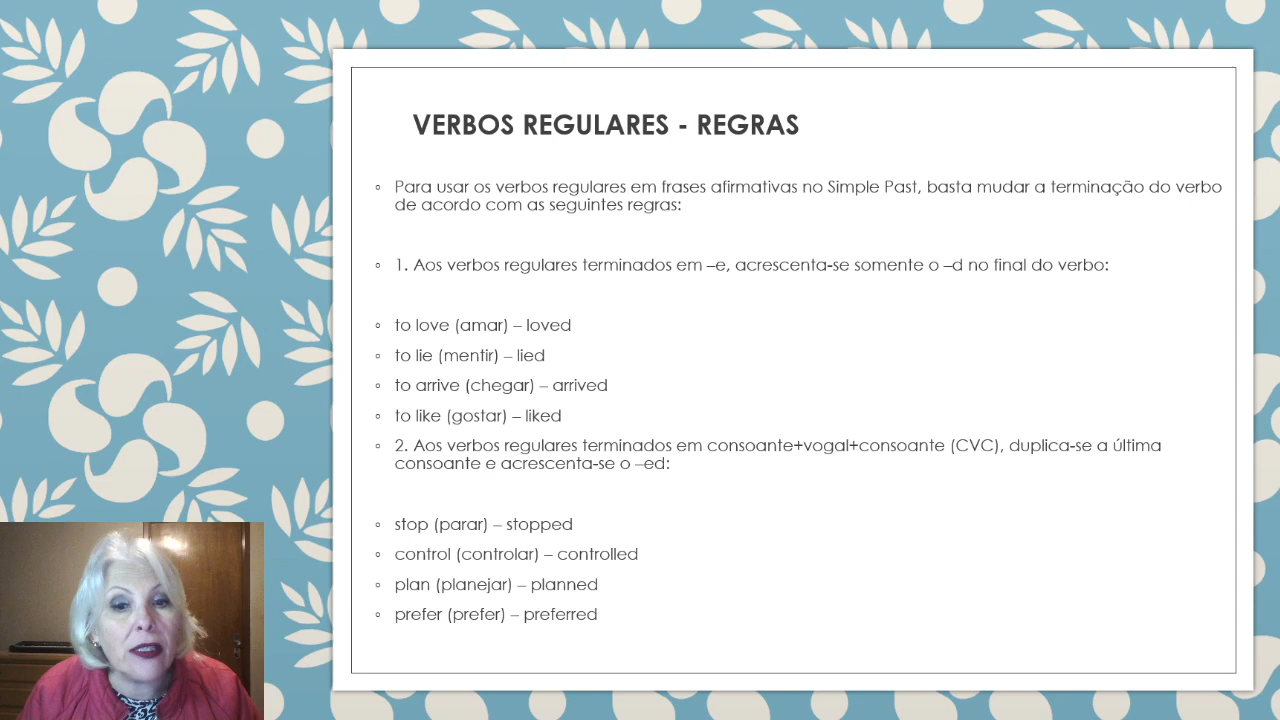 VERBOS REGULARES - REGRAS
◦ Para usar os verbos regulares em frases afirmativas no Simple Past, basta mudar a terminação do verbo
de acordo com as seguintes regras:
◦ 1. Aos verbos regulares terminados em –e, acrescenta-se somente o –d no final do verbo:
◦ to love (amar) – loved
◦ to lie (mentir) – lied
◦ to arrive (chegar) – arrived
◦ to like (gostar) – liked
◦ 2. Aos verbos regulares terminados em consoante+vogal+consoante (CVC), duplica-se a última
consoante e acrescenta-se o –ed:
◦ stop (parar) – stopped
◦ control (controlar) – controlled
◦ plan (planejar) – planned
◦ prefer (prefer) – preferred